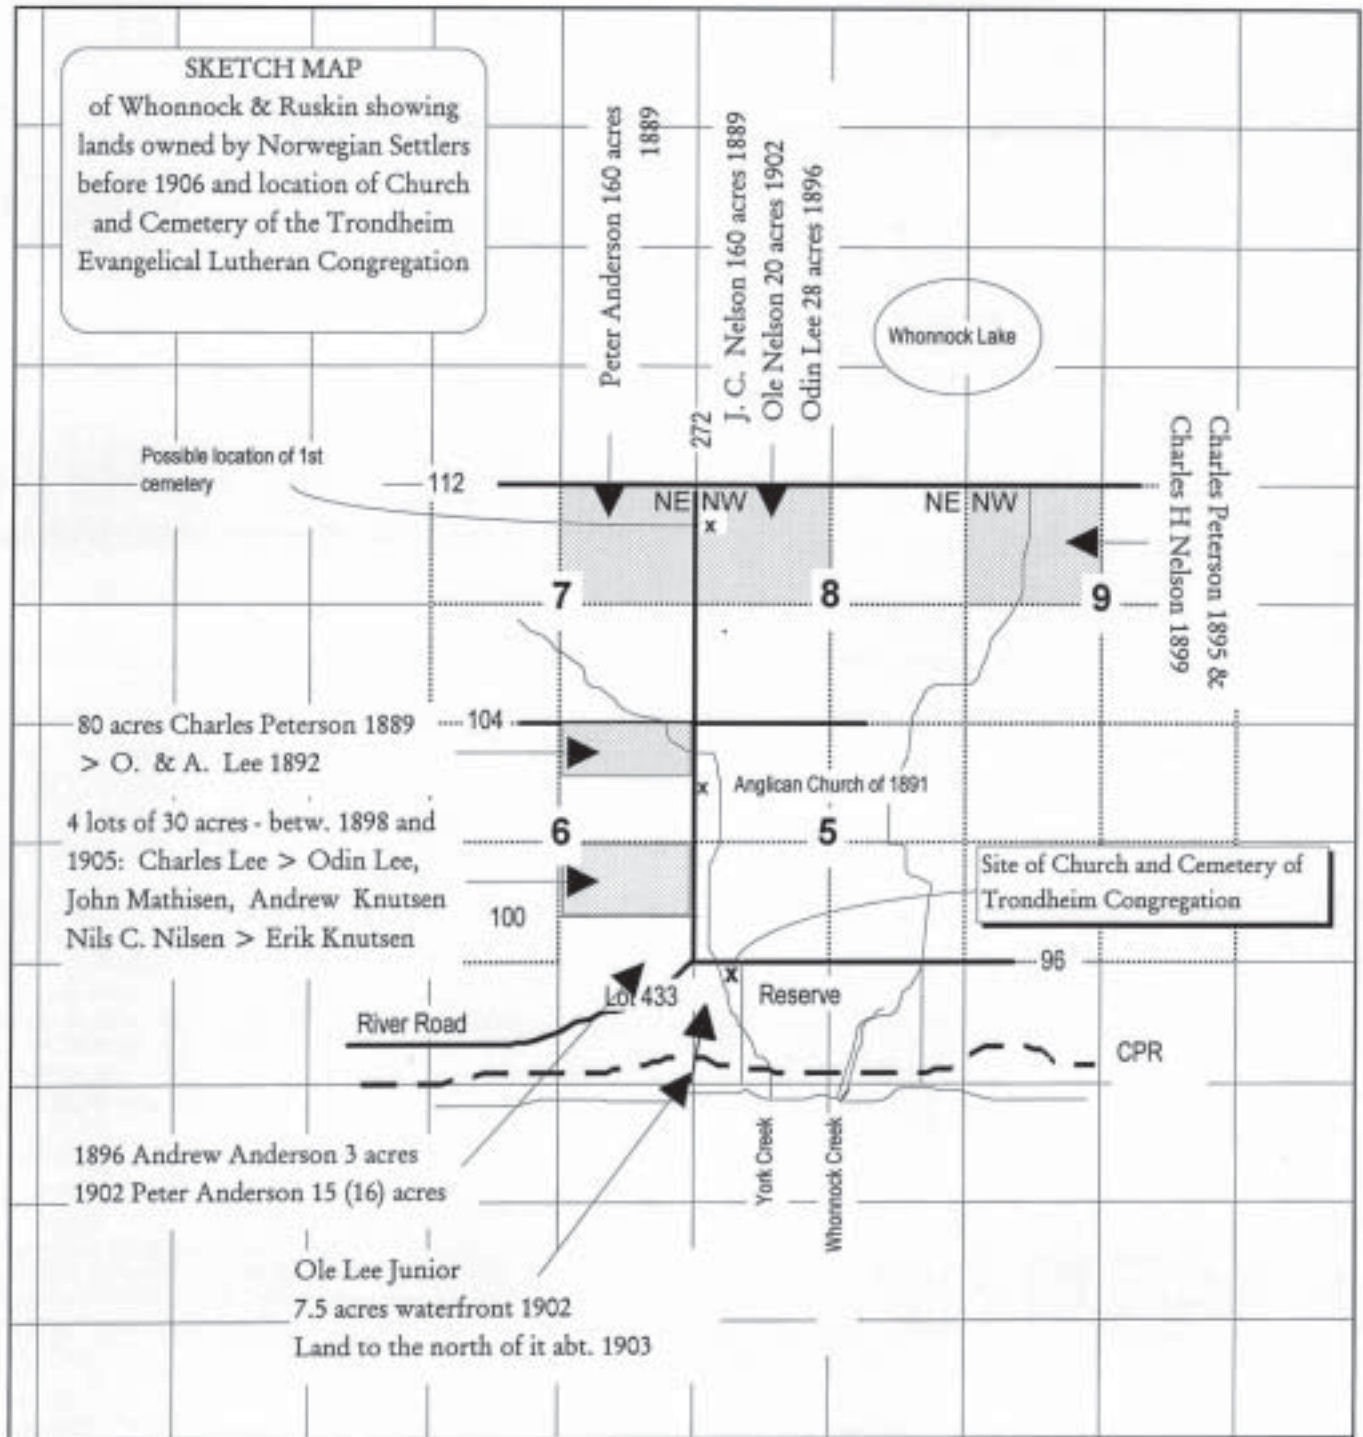 SKETCH MAP
of Whonnock & Ruskin showing
lands owned by Norwegian Settlers
before 1906 and location of Church
and Cemetery of the Trondheim
Evangelical Lutheran Congregation
Peter Anderson 160 acres
1889
J. C. Nelson 160 acres 1889
Ole Nelson 20 acres 1902
Odin Lee 28 acres 1896
Whonnock Lake
272
Possible location of 1st
cemetery
112
NE NW
x
NE NW
Charles Peterson 1895 &
Charles H Nelson 1899
7
8
9
80 acres Charles Peterson 1889
> O. & A. Lee 1892
104
x Anglican Church of 1891
4 lots of 30 acres - betw. 1898 and
1905: Charles Lee > Odin Lee,
John Mathisen, Andrew Knutsen
Nils C. Nilsen > Erik Knutsen
6
5
100
Site of Church and Cemetery of
Trondheim Congregation
96
x
Lot 433
Reserve
River Road
CPR
1896 Andrew Anderson 3 acres
1902 Peter Anderson 15 (16) acres
York Creek
Whonnock Creek
Ole Lee Junior
7.5 acres waterfront 1902
Land to the north of it abt. 1903